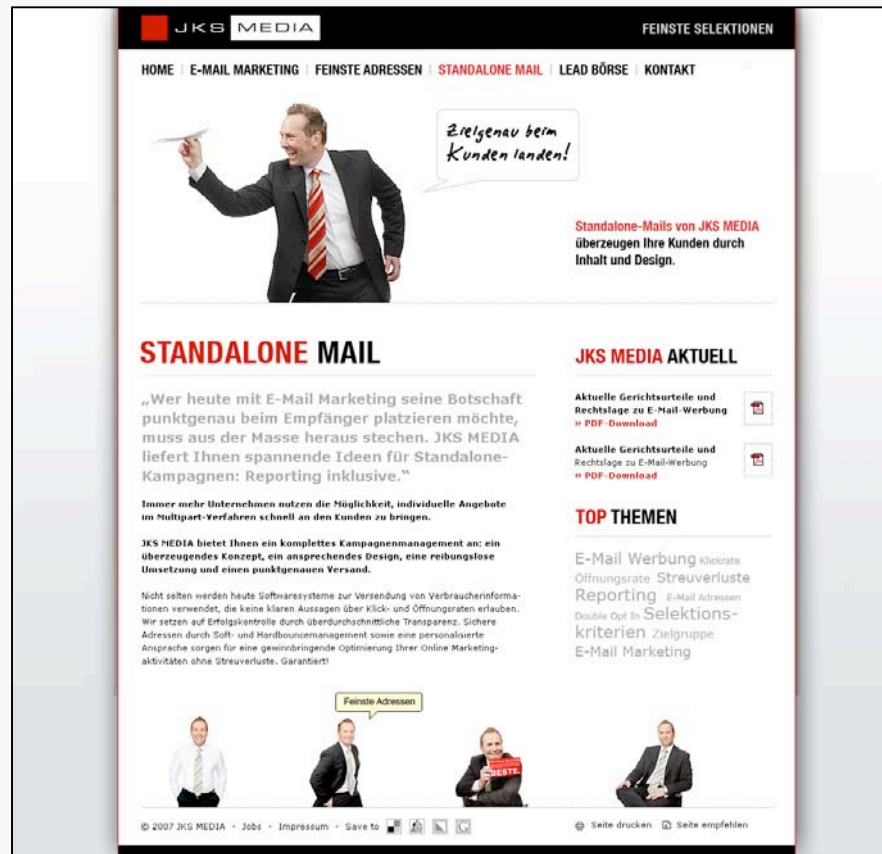 JKS MEDIA
FEINSTE SELEKTIONEN
HOME | E-MAIL MARKETING | FEINSTE ADRESSEN | STANDALONE MAIL | LEAD BÖRSE | KONTAKT
Zielgenau beim
Kunden landen!
Standalone-Mails von JKS MEDIA
überzeugen Ihre Kunden durch
Inhalt und Design.
STANDALONE MAIL
„Wer heute mit E-Mail Marketing seine Botschaft
punktgenau beim Empfänger platzieren möchte,
muss aus der Masse heraus stechen. JKS MEDIA
liefert Ihnen spannende Ideen für Standalone-
Kampagnen: Reporting inklusive.“
Immer mehr Unternehmen nutzen die Möglichkeit, individuelle Angebote
im Multipart-Verfahren schnell an den Kunden zu bringen.
JKS MEDIA bietet Ihnen ein komplettes Kampagnenmanagement an: ein
überzeugendes Konzept, ein ansprechendes Design, eine reibungslose
Umsetzung und einen punktgenauen Versand.
Nicht selten werden heute Softwaresysteme zur Versendung von Verbraucherinforma-
tionen verwendet, die keine klaren Aussagen über Klick- und Öffnungsraten erlauben.
Wir setzen auf Erfolgskontrolle durch überdurchschnittliche Transparenz. Sichere
Adressen durch Soft- und Hardbouncemanagement sowie eine personalisierte
Ansprache sorgen für eine gewinnbringende Optimierung Ihrer Online Marketing-
aktivitäten ohne Streuverluste. Garantiert!
JKS MEDIA AKTUELL
Aktuelle Gerichtsurteile und
Rechtslage zu E-Mail-Werbung
» PDF-Download
Aktuelle Gerichtsurteile und
Rechtslage zu E-Mail-Werbung
» PDF-Download
TOP THEMEN
E-Mail Werbung Klickrate
Öffnungsrate Streuverluste
Reporting E-Mail Adressen
Double Opt In Selektions-
kriterien Zielgruppe
E-Mail Marketing
Feinste Adressen
BESTE.
© 2007 JKS MEDIA - Jobs - Impressum - Save to
Seite drucken Seite empfehlen